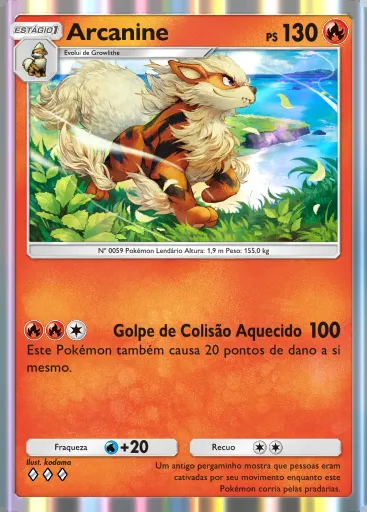 ESTÁGIO 1
Arcanine
PS 130
Evolui de Growlithe
Nº 0059 Pokémon Lendário Altura: 1,9 m Peso: 155,0 kg
Golpe de Colisão Aquecido 100
Este Pokémon também causa 20 pontos de dano a si
mesmo.
Fraqueza +20
Recuo
Ilust. kodama
Um antigo pergaminho mostra que pessoas eram
cativadas por seu movimento enquanto este
Pokémon corria pelas pradarias.